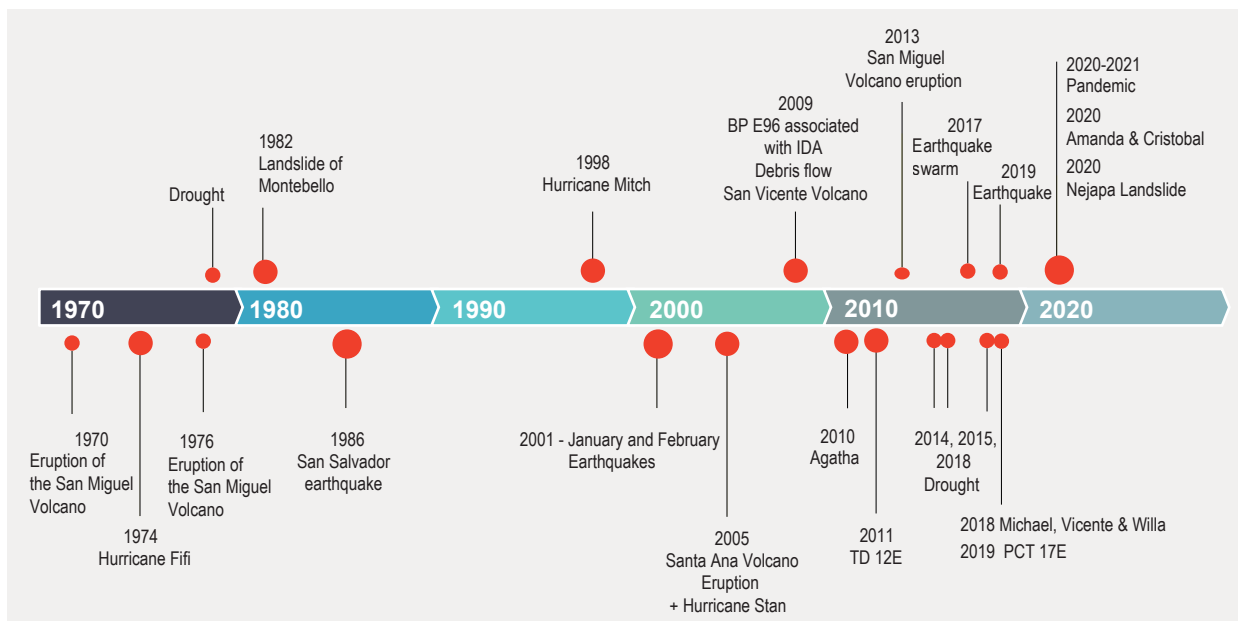 Drought
1982
Landslide of
Montebello
1998
Hurricane Mitch
2009
BP E96 associated
with IDA
Debris flow
San Vicente Volcano
2013
San Miguel
Volcano eruption
2017
Earthquake
swarm
2019
Earthquake
2020-2021
Pandemic
2020
Amanda & Cristobal
2020
Nejapa Landslide
1970
1980
1990
2000
2010
2020
1970
Eruption of
the San Miguel
Volcano
1974
Hurricane Fifi
1976
Eruption of
the San Miguel
Volcano
1986
San Salvador
earthquake
2001 - January and February
Earthquakes
2005
Santa Ana Volcano
Eruption
+ Hurricane Stan
2010
Agatha
2011
TD 12E
2014, 2015,
2018
Drought
2018 Michael, Vicente & Willa
2019 PCT 17E